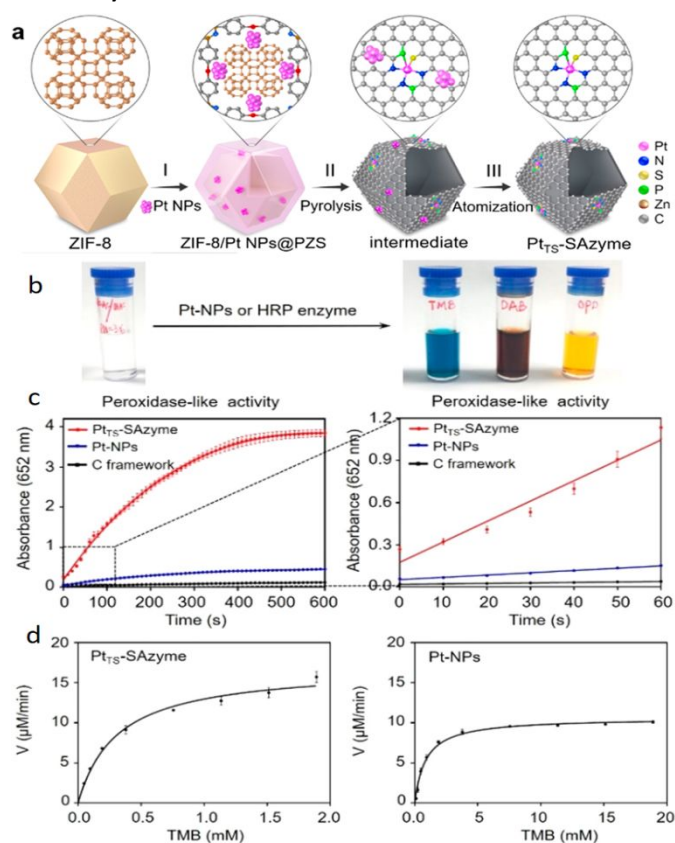 a
I
II
III
Pt NPs
Pyrolysis
Atomization
ZIF-8
ZIF-8/Pt NPs@PZS
intermediate
PtTS-SAzyme
Pt
N
S
P
Zn
C
b
Pt-NPs or HRP enzyme
TMB
DAB
OPD
c
Peroxidase-like activity
PtTS-SAzyme
Pt-NPs
C framework
Absorbance (652 nm)
4
3
2
1
0
0 100 200 300 400 500 600
Time (s)
Peroxidase-like activity
PtTS-SAzyme
Pt-NPs
C framework
Absorbance (652 nm)
1.2
0.9
0.6
0.3
0.0
0 10 20 30 40 50 60
Time (s)
d
PtTS-SAzyme
V (μM/min)
20
15
10
5
0
0.0 0.5 1.0 1.5 2.0
TMB (mM)
Pt-NPs
V (μM/min)
20
15
10
5
0
0 5 10 15 20
TMB (mM)